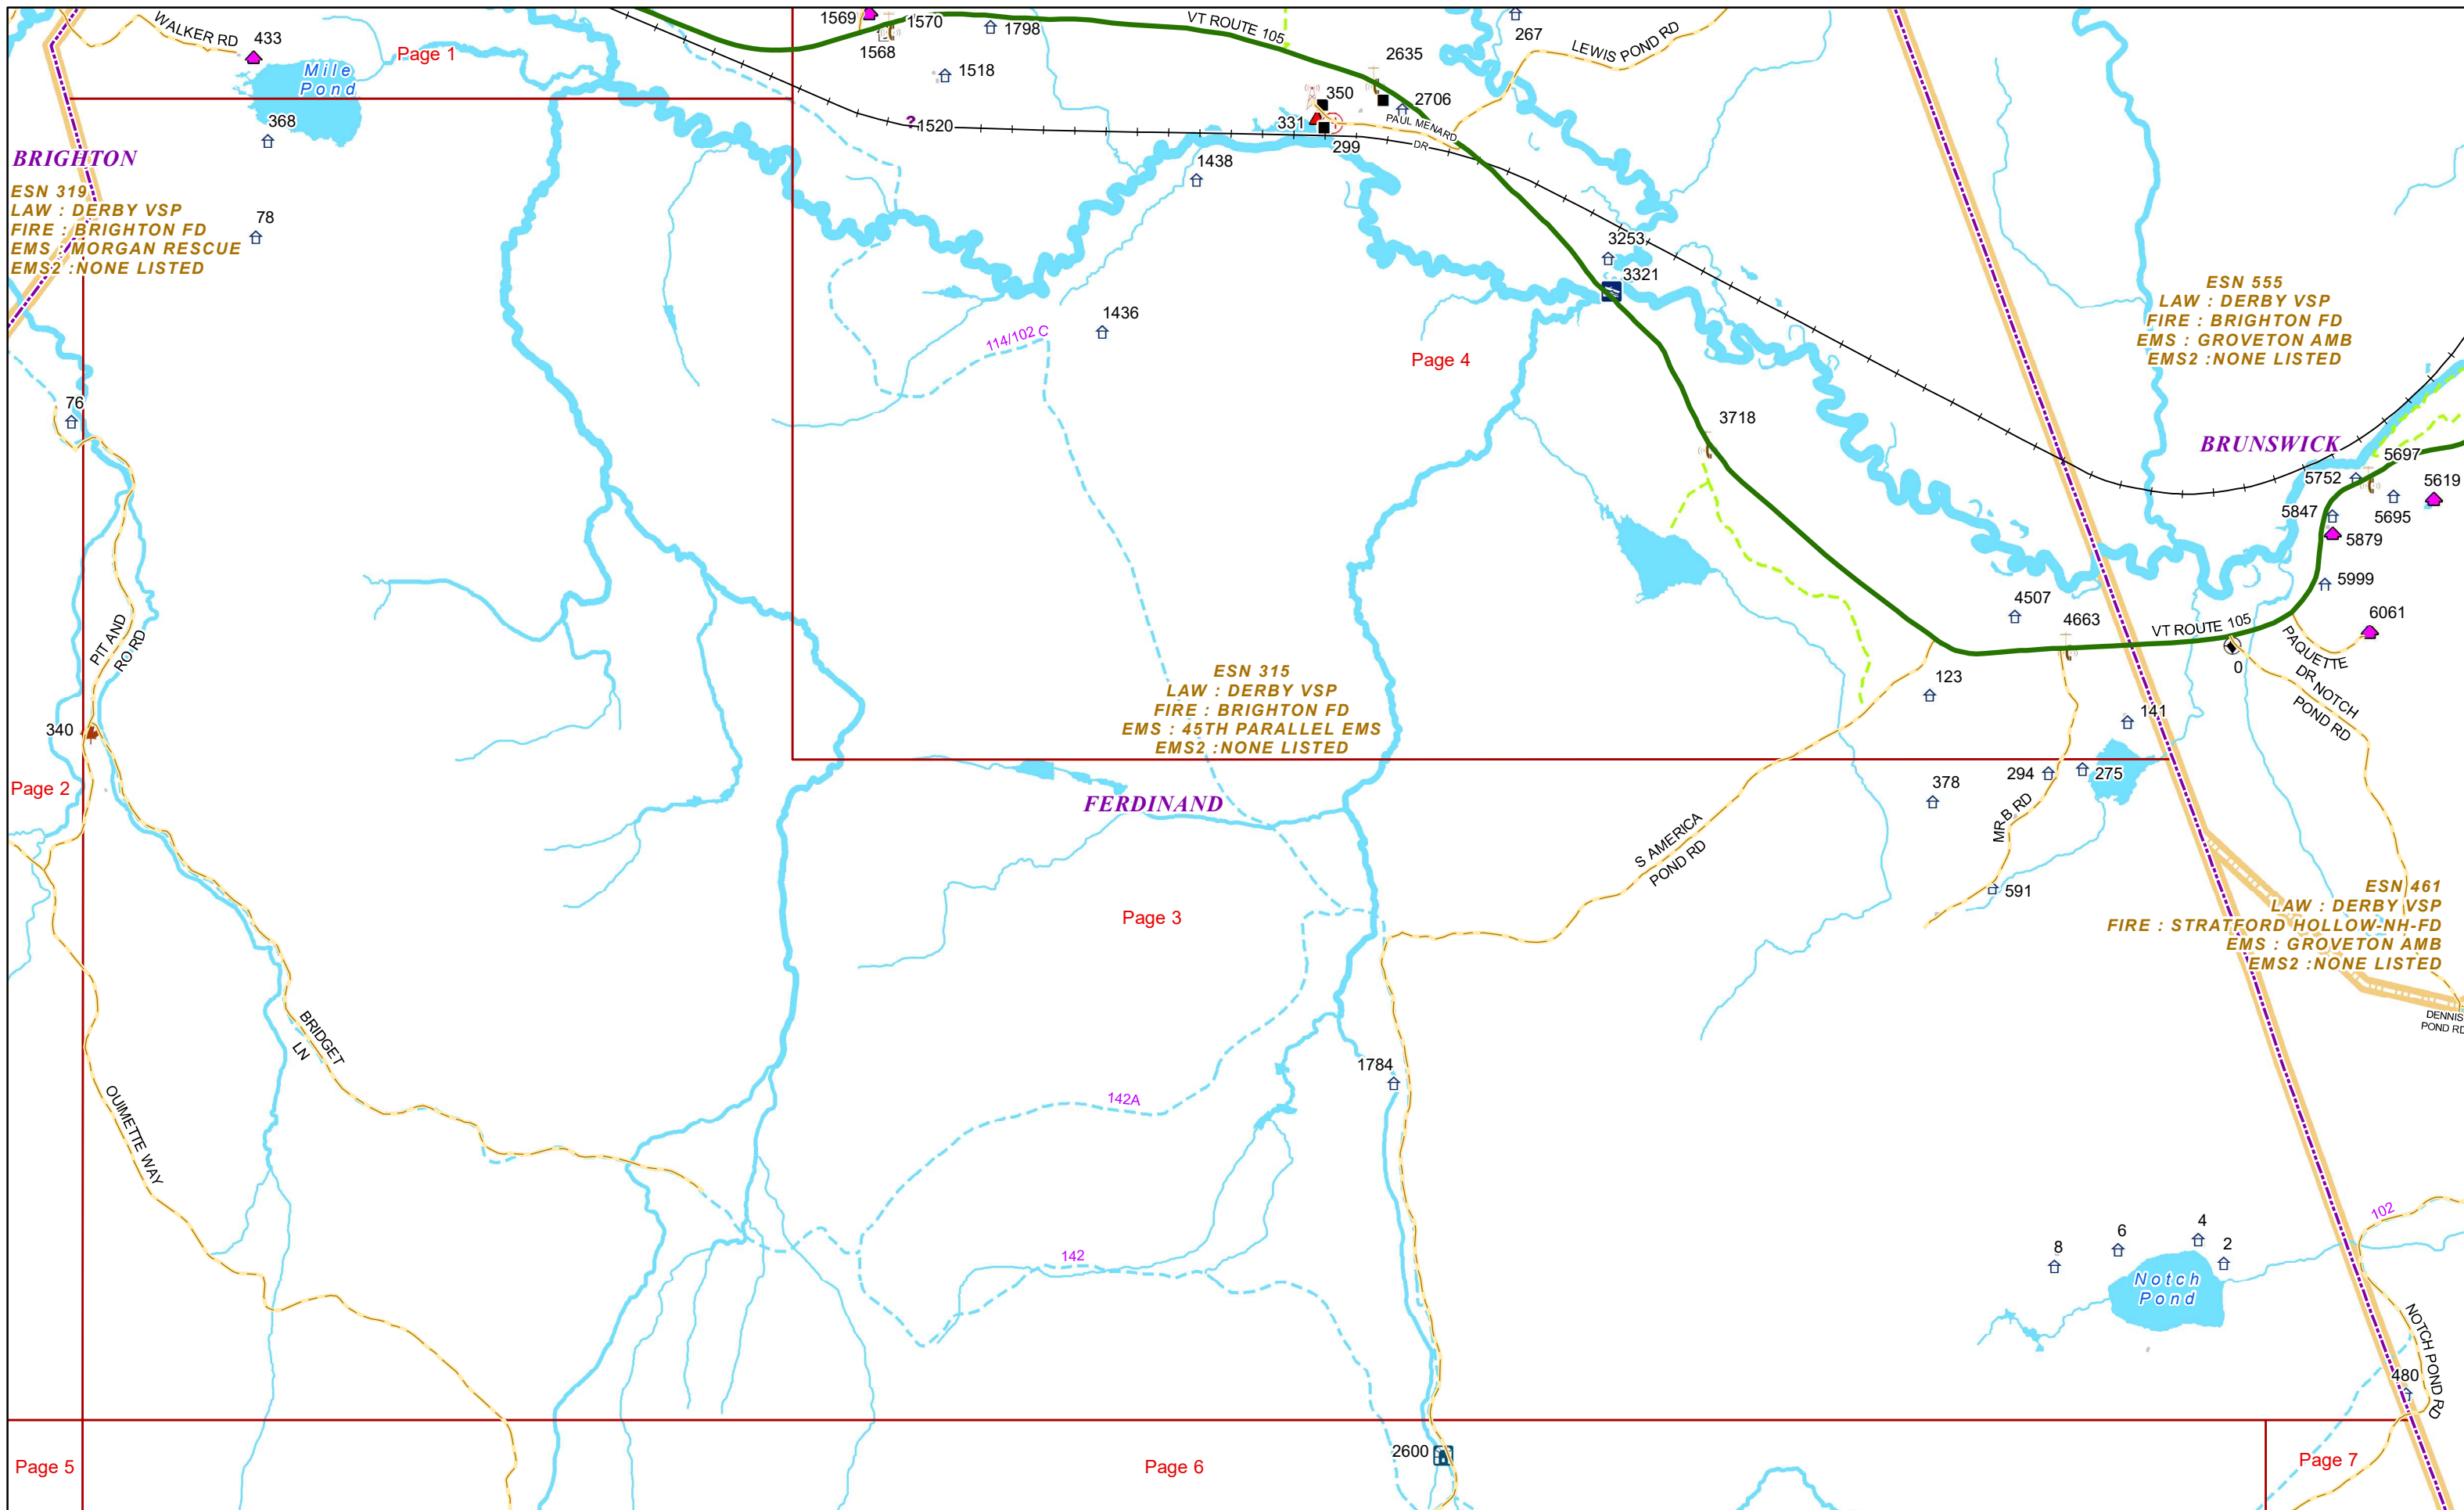 WALKER RD
433
Page 1
Mile
Pond
368
BRIGHTON
ESN 319
LAW : DERBY VSP
FIRE : BRIGHTON FD
EMS : MORGAN RESCUE
EMS2 :NONE LISTED
78
76
1569
1570
1568
1798
1518
?
1520
VT ROUTE 105
267
LEWIS POND RD
2635
350
2706
331
PAUL MENARD
DR
299
1438
1436
114/102 C
3253
3321
Page 4
3718
ESN 555
LAW : DERBY VSP
FIRE : BRIGHTON FD
EMS : GROVETON AMB
EMS2 :NONE LISTED
BRUNSWICK
5697
5752
5619
5847
5695
5879
5999
6061
4507
4663
VT ROUTE 105
PAQUETTE
DR
0
NOTCH
POND RD
123
141
PIT AND
RO RD
340
Page 2
ESN 315
LAW : DERBY VSP
FIRE : BRIGHTON FD
EMS : 45TH PARALLEL EMS
EMS2 :NONE LISTED
FERDINAND
294
275
378
MR B RD
591
S AMERICA
POND RD
Page 3
ESN 461
LAW : DERBY VSP
FIRE : STRATFORD HOLLOW-NH-FD
EMS : GROVETON AMB
EMS2 :NONE LISTED
DENNIS
POND RD
BRIDGET
LN
OUIMETTE WAY
1784
142A
142
102
8
6
4
2
Notch
Pond
NOTCH POND RD
480
Page 5
Page 6
2600
Page 7